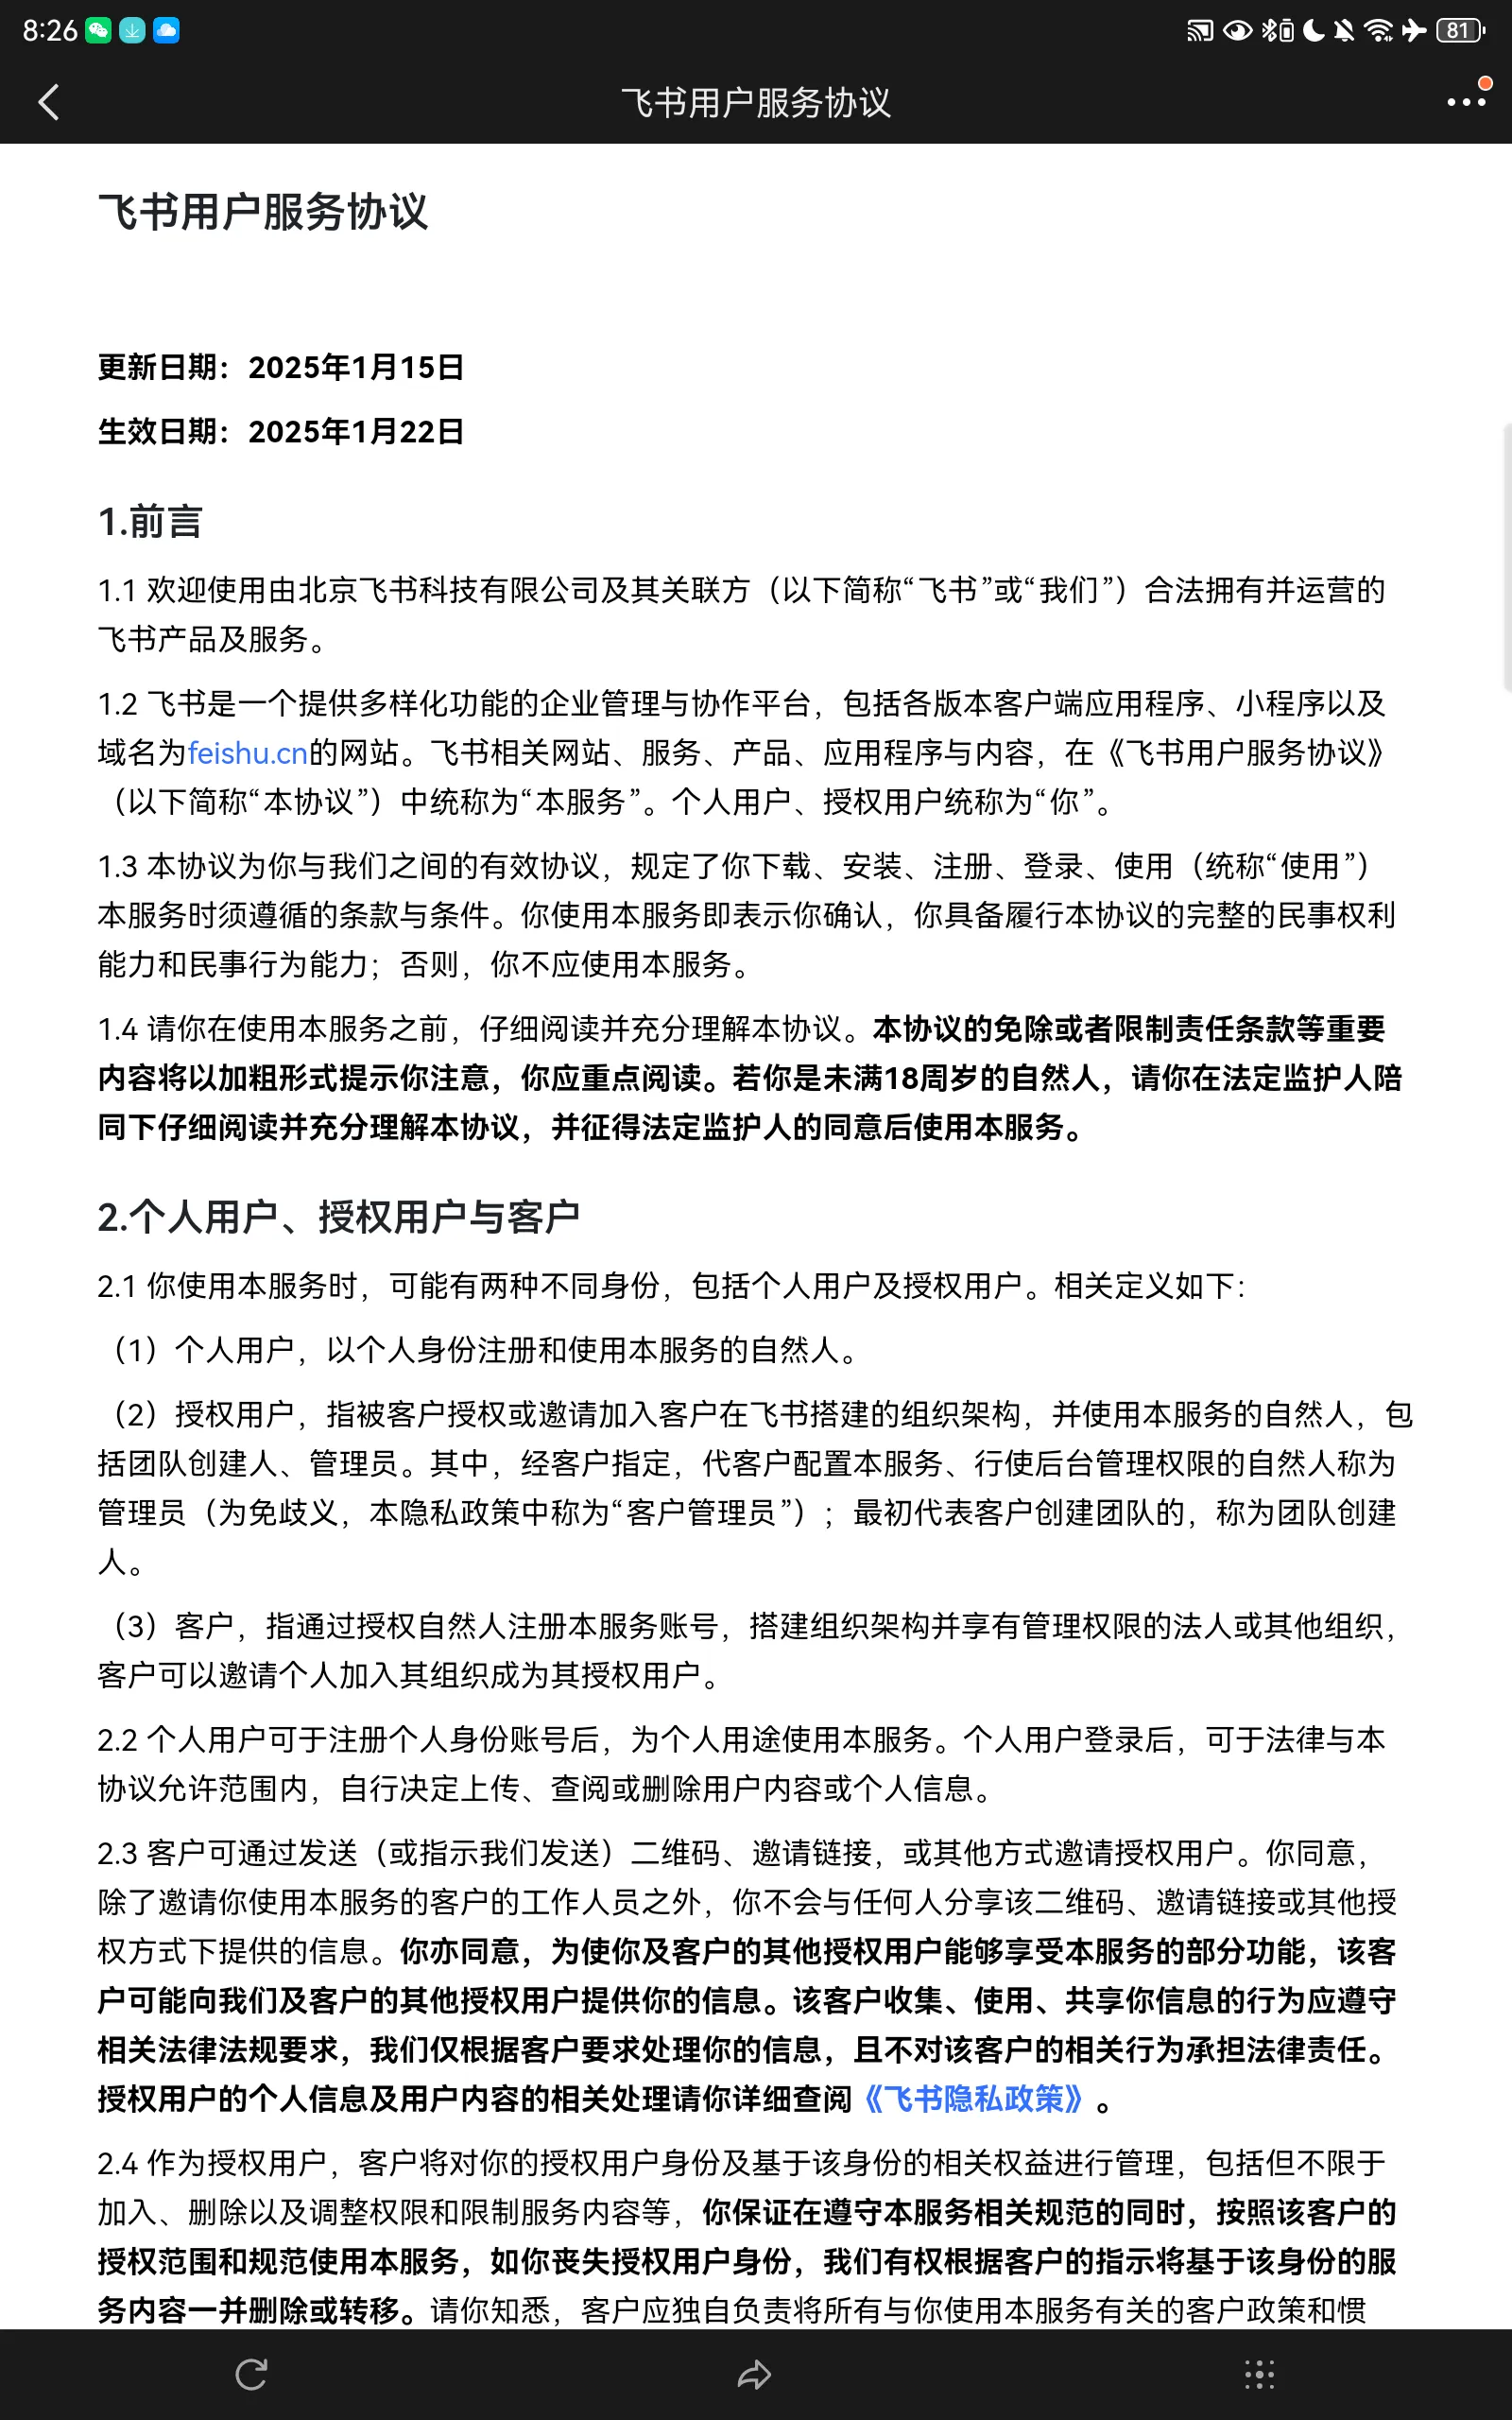 8:26
81
飞书用户服务协议
飞书用户服务协议
更新日期：2025年1月15日
生效日期：2025年1月22日
1.前言
1.1 欢迎使用由北京飞书科技有限公司及其关联方（以下简称“飞书”或“我们”）合法拥有并运营的
飞书产品及服务。
1.2 飞书是一个提供多样化功能的企业管理与协作平台，包括各版本客户端应用程序、小程序以及
域名为feishu.cn的网站。飞书相关网站、服务、产品、应用程序与内容，在《飞书用户服务协议》
（以下简称“本协议”）中统称为“本服务”。个人用户、授权用户统称为“你”。
1.3 本协议为你与我们之间的有效协议，规定了你下载、安装、注册、登录、使用（统称“使用”）
本服务时须遵循的条款与条件。你使用本服务即表示你确认，你具备履行本协议的完整的民事权利
能力和民事行为能力；否则，你不应使用本服务。
1.4 请你在使用本服务之前，仔细阅读并充分理解本协议。本协议的免除或者限制责任条款等重要
内容将以加粗形式提示你注意，你应重点阅读。若你是未满18周岁的自然人，请你在法定监护人陪
同下仔细阅读并充分理解本协议，并征得法定监护人的同意后使用本服务。
2.个人用户、授权用户与客户
2.1 你使用本服务时，可能有两种不同身份，包括个人用户及授权用户。相关定义如下：
（1）个人用户，以个人身份注册和使用本服务的自然人。
（2）授权用户，指被客户授权或邀请加入客户在飞书搭建的组织架构，并使用本服务的自然人，包
括团队创建人、管理员。其中，经客户指定，代客户配置本服务、行使后台管理权限的自然人称为
管理员（为免歧义，本隐私政策中称为“客户管理员”）；最初代表客户创建团队的，称为团队创建
人。
（3）客户，指通过授权自然人注册本服务账号，搭建组织架构并享有管理权限的法人或其他组织，
客户可以邀请个人加入其组织成为其授权用户。
2.2 个人用户可于注册个人身份账号后，为个人用途使用本服务。个人用户登录后，可于法律与本
协议允许范围内，自行决定上传、查阅或删除用户内容或个人信息。
2.3 客户可通过发送（或指示我们发送）二维码、邀请链接，或其他方式邀请授权用户。你同意，
除了邀请你使用本服务的客户的工作人员之外，你不会与任何人分享该二维码、邀请链接或其他授
权方式下提供的信息。你亦同意，为使你及客户的其他授权用户能够享受本服务的部分功能，该客
户可能向我们及客户的其他授权用户提供你的信息。该客户收集、使用、共享你信息的行为应遵守
相关法律法规要求，我们仅根据客户要求处理你的信息，且不对该客户的相关行为承担法律责任。
授权用户的个人信息及用户内容的相关处理请你详细查阅《飞书隐私政策》。
2.4 作为授权用户，客户将对你的授权用户身份及基于该身份的相关权益进行管理，包括但不限于
加入、删除以及调整权限和限制服务内容等，你保证在遵守本服务相关规范的同时，按照该客户的
授权范围和规范使用本服务，如你丧失授权用户身份，我们有权根据客户的指示将基于该身份的服
务内容一并删除或转移。请你知悉，客户应独自负责将所有与你使用本服务有关的客户政策和惯